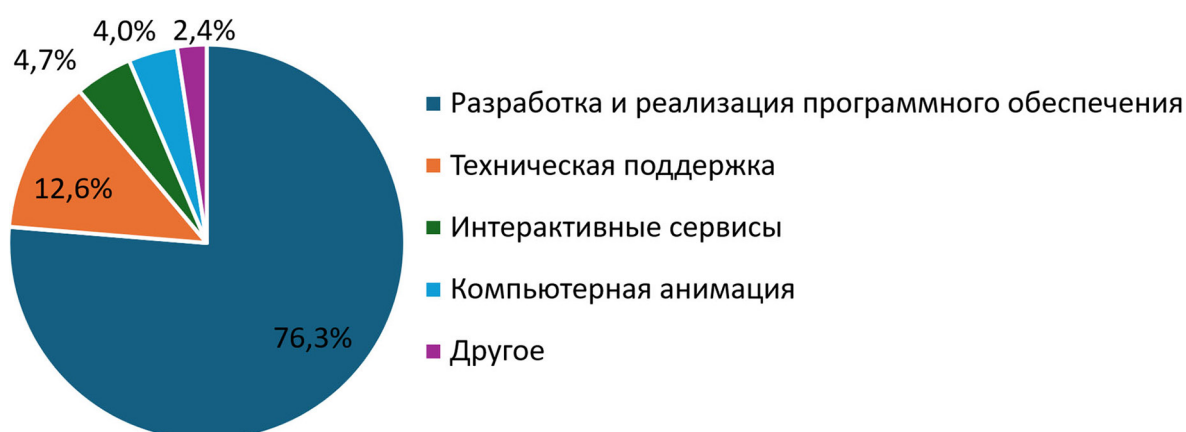 4,0% 2,4%
4,7%
12,6%
76,3%
Разработка и реализация программного обеспечения
Техническая поддержка
Интерактивные сервисы
Компьютерная анимация
Другое